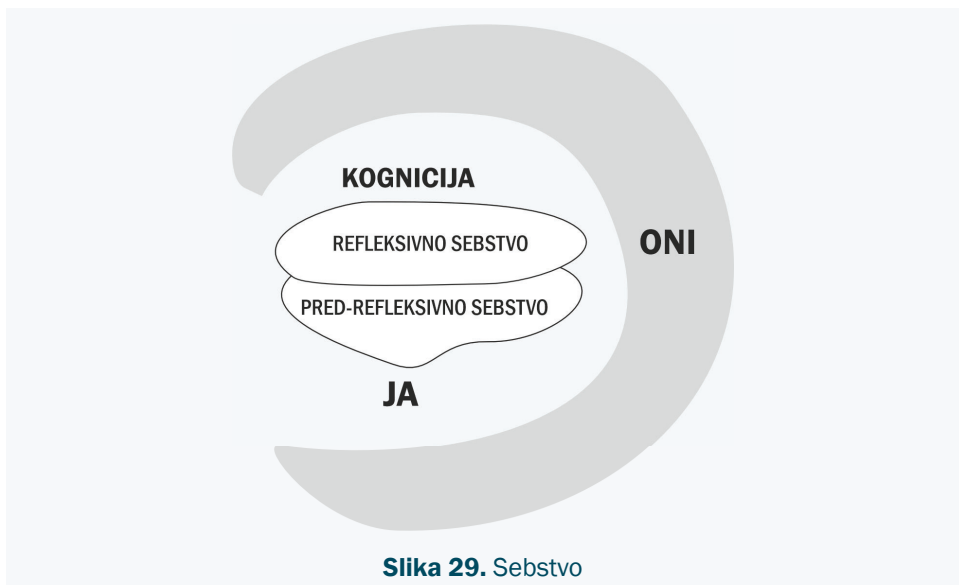 KOGNICIJA
REFLEKSIVNO SEBSTVO
ONI
PRED-REFLEKSIVNO SEBSTVO
JA
Slika 29. Sebstvo